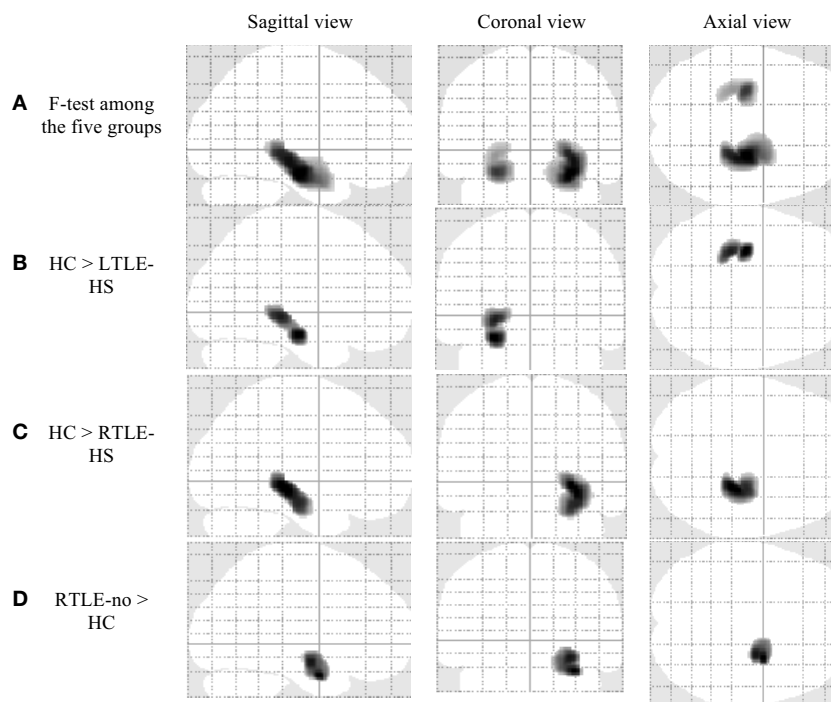 Sagittal view
Coronal view
Axial view
A
F-test among
the five groups
B
HC > LTLE-
HS
C
HC > RTLE-
HS
D
RTLE-no >
HC